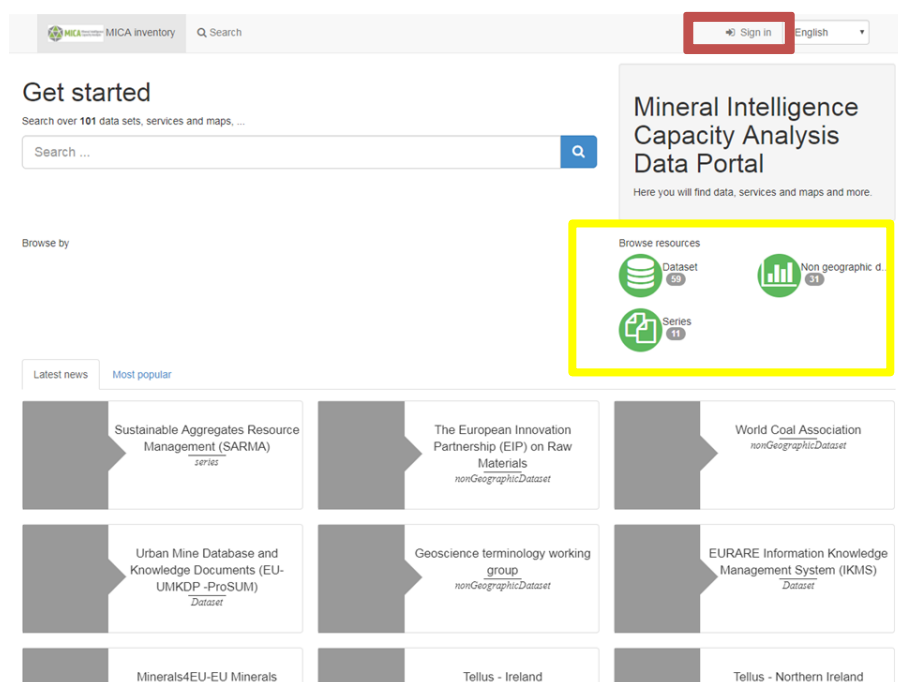 MICA MICA inventory
Search
Sign in
English
Get started
Search over 101 data sets, services and maps, ...
Search ...
Mineral Intelligence
Capacity Analysis
Data Portal
Here you will find data, services and maps and more.
Browse by
Browse resources
Dataset
59
Non geographic d...
31
Series
11
Latest news
Most popular
Sustainable Aggregates Resource
Management (SARMA)
series
The European Innovation
Partnership (EIP) on Raw
Materials
nonGeographicDataset
World Coal Association
nonGeographicDataset
Urban Mine Database and
Knowledge Documents (EU-
UMKDP -ProSUM)
Dataset
Geoscience terminology working
group
nonGeographicDataset
EURARE Information Knowledge
Management System (IKMS)
Dataset
Minerals4EU-EU Minerals
Tellus - Ireland
Tellus - Northern Ireland